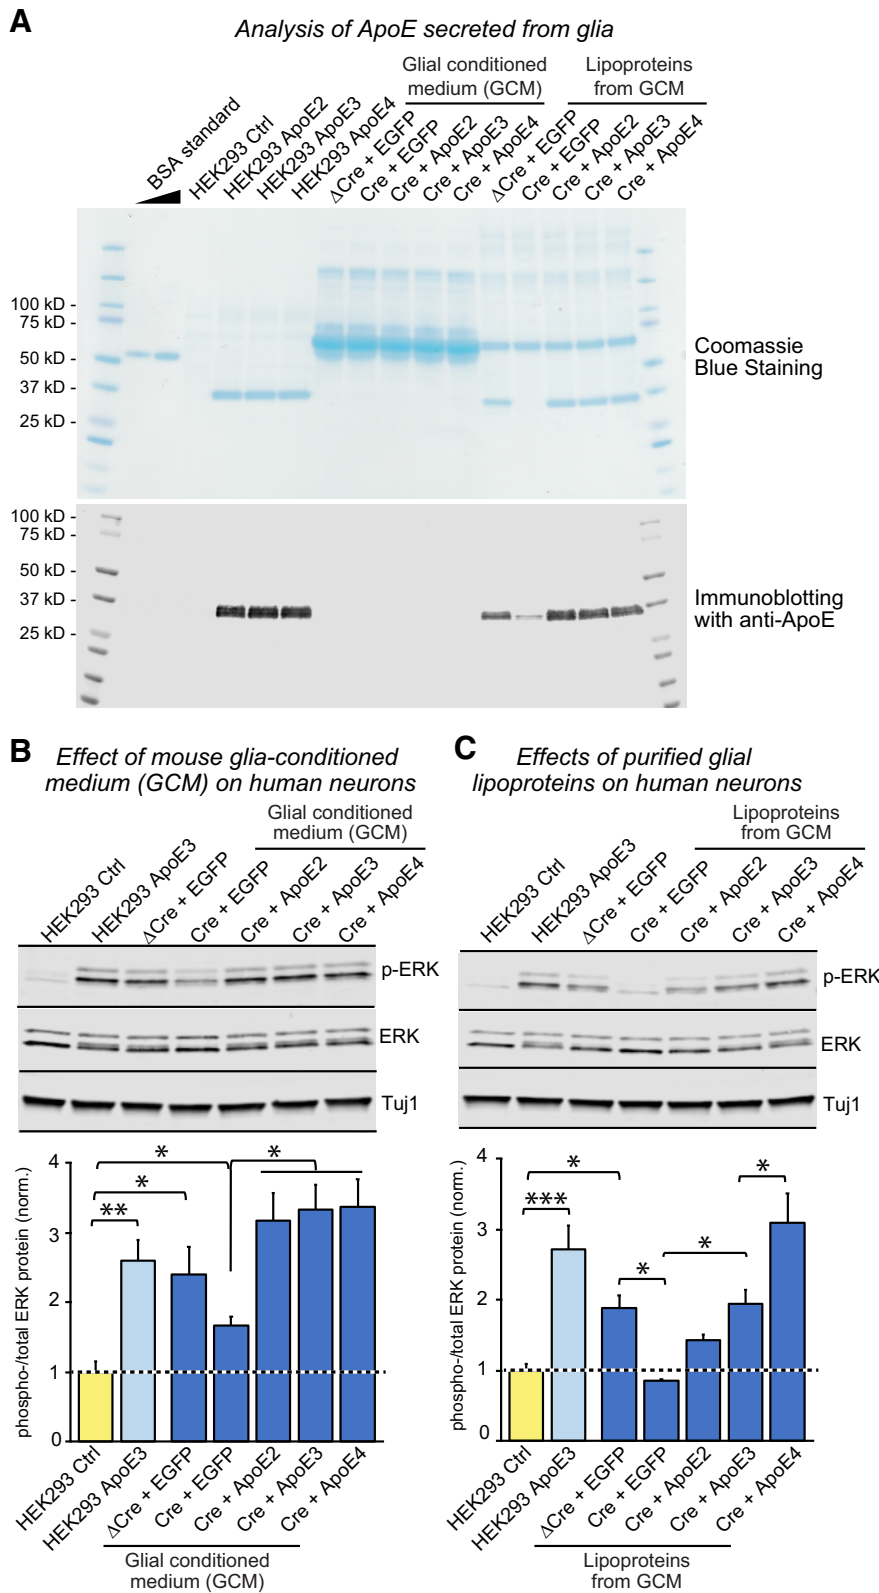 A
Analysis of ApoE secreted from glia
Glial conditioned
medium (GCM)
Lipoproteins
from GCM
BSA standard
HEK293 Ctrl
HEK293 ApoE2
HEK293 ApoE3
HEK293 ApoE4
ΔCre + EGFP
Cre + EGFP
Cre + ApoE2
Cre + ApoE3
Cre + ApoE4
ΔCre + EGFP
Cre + EGFP
Cre + ApoE2
Cre + ApoE3
Cre + ApoE4
100 kD -
75 kD -
50 kD -
37 kD -
25 kD -
Coomassie
Blue Staining
100 kD -
75 kD -
50 kD -
37 kD -
25 kD -
Immunoblotting
with anti-ApoE
B
Effect of mouse glia-conditioned
medium (GCM) on human neurons
Glial conditioned
medium (GCM)
HEK293 Ctrl
HEK293 ApoE3
ΔCre + EGFP
Cre + EGFP
Cre + ApoE2
Cre + ApoE3
Cre + ApoE4
p-ERK
ERK
Tuj1
phospho-/total ERK protein (norm.)
4
3
2
1
0
*
*
*
**
HEK293 Ctrl
HEK293 ApoE3
ΔCre + EGFP
Cre + EGFP
Cre + ApoE2
Cre + ApoE3
Cre + ApoE4
Glial conditioned
medium (GCM)
C
Effects of purified glial
lipoproteins on human neurons
Lipoproteins
from GCM
HEK293 Ctrl
HEK293 ApoE3
ΔCre + EGFP
Cre + EGFP
Cre + ApoE2
Cre + ApoE3
Cre + ApoE4
p-ERK
ERK
Tuj1
phospho-/total ERK protein (norm.)
4
3
2
1
0
*
*
***
*
*
HEK293 Ctrl
HEK293 ApoE3
ΔCre + EGFP
Cre + EGFP
Cre + ApoE2
Cre + ApoE3
Cre + ApoE4
Lipoproteins
from GCM